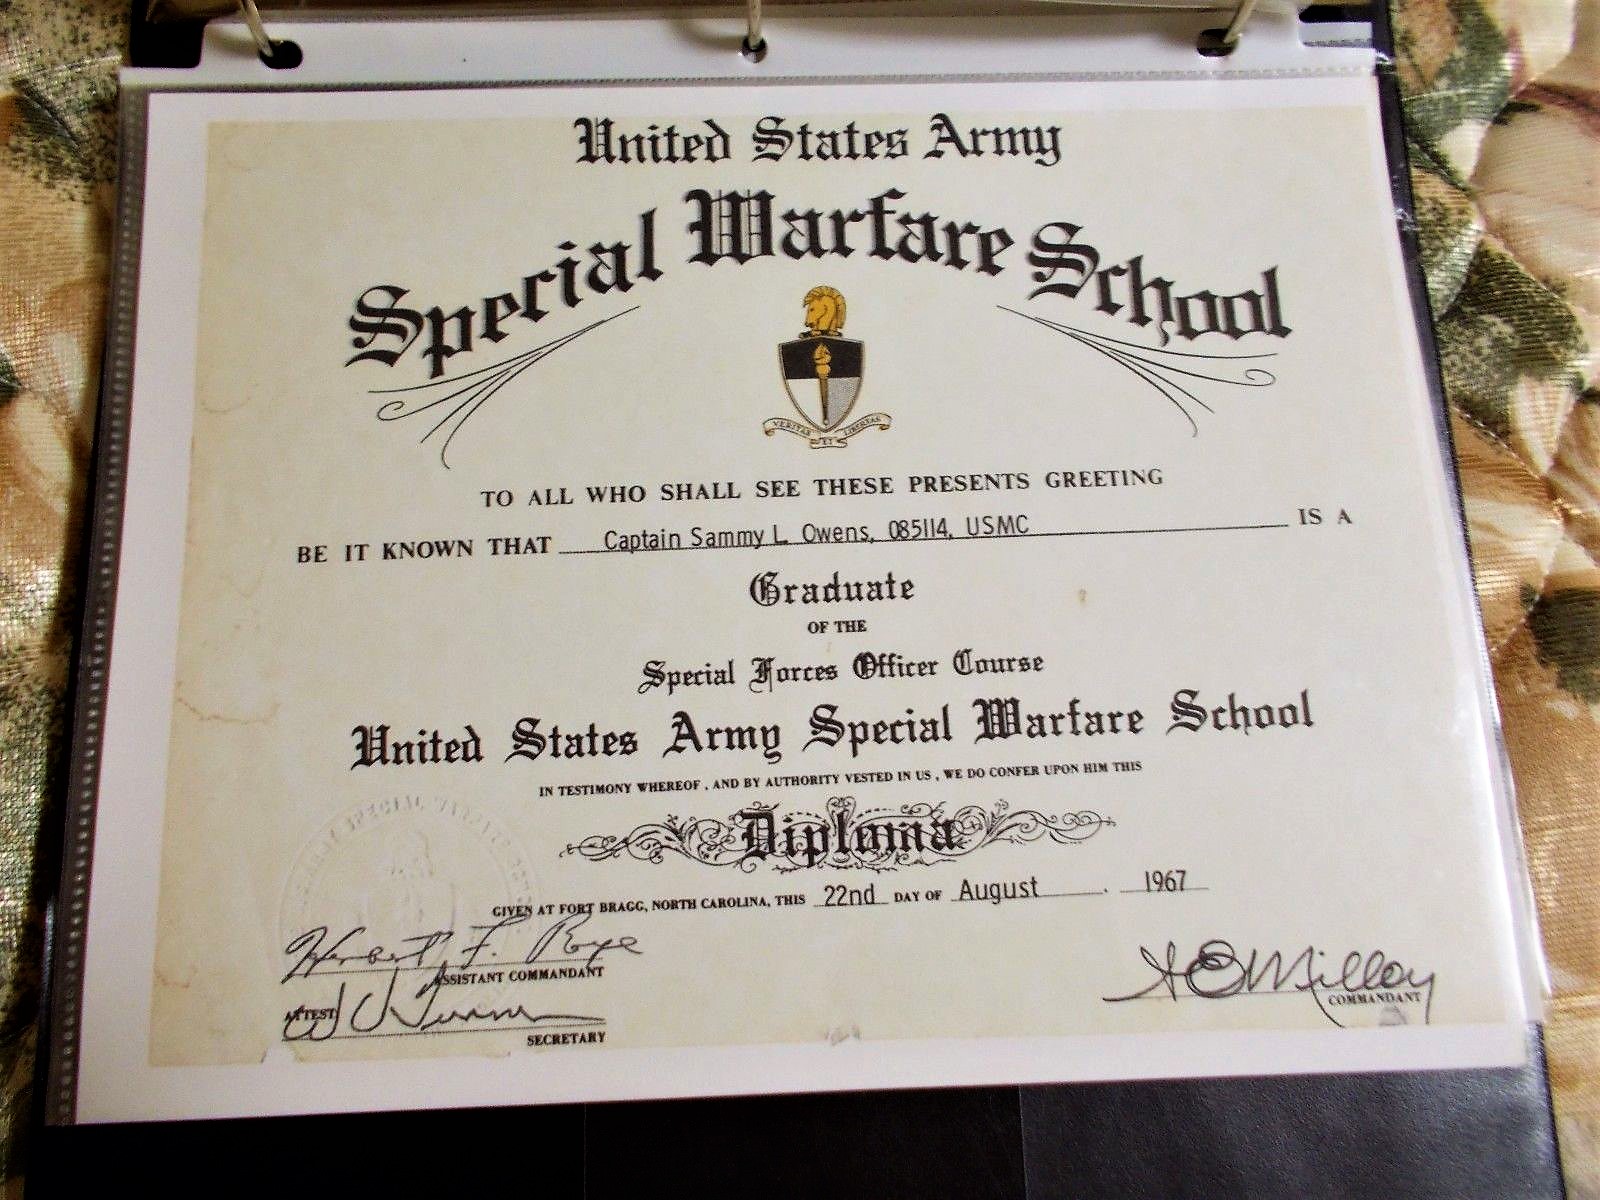 United States Army
Special Warfare School
VERITAS ET LIBERTAS
TO ALL WHO SHALL SEE THESE PRESENTS GREETING
BE IT KNOWN THAT Captain Sammy L. Owens, 085114, USMC IS A
Graduate
OF THE
Special Forces Officer Course
United States Army Special Warfare School
IN TESTIMONY WHEREOF, AND BY AUTHORITY VESTED IN US, WE DO CONFER UPON HIM THIS
Diploma
GIVEN AT FORT BRAGG, NORTH CAROLINA, THIS 22nd DAY OF August, 1967
Herbert F. Roye
ASSISTANT COMMANDANT
ATTEST
SECRETARY
COMMANDANT